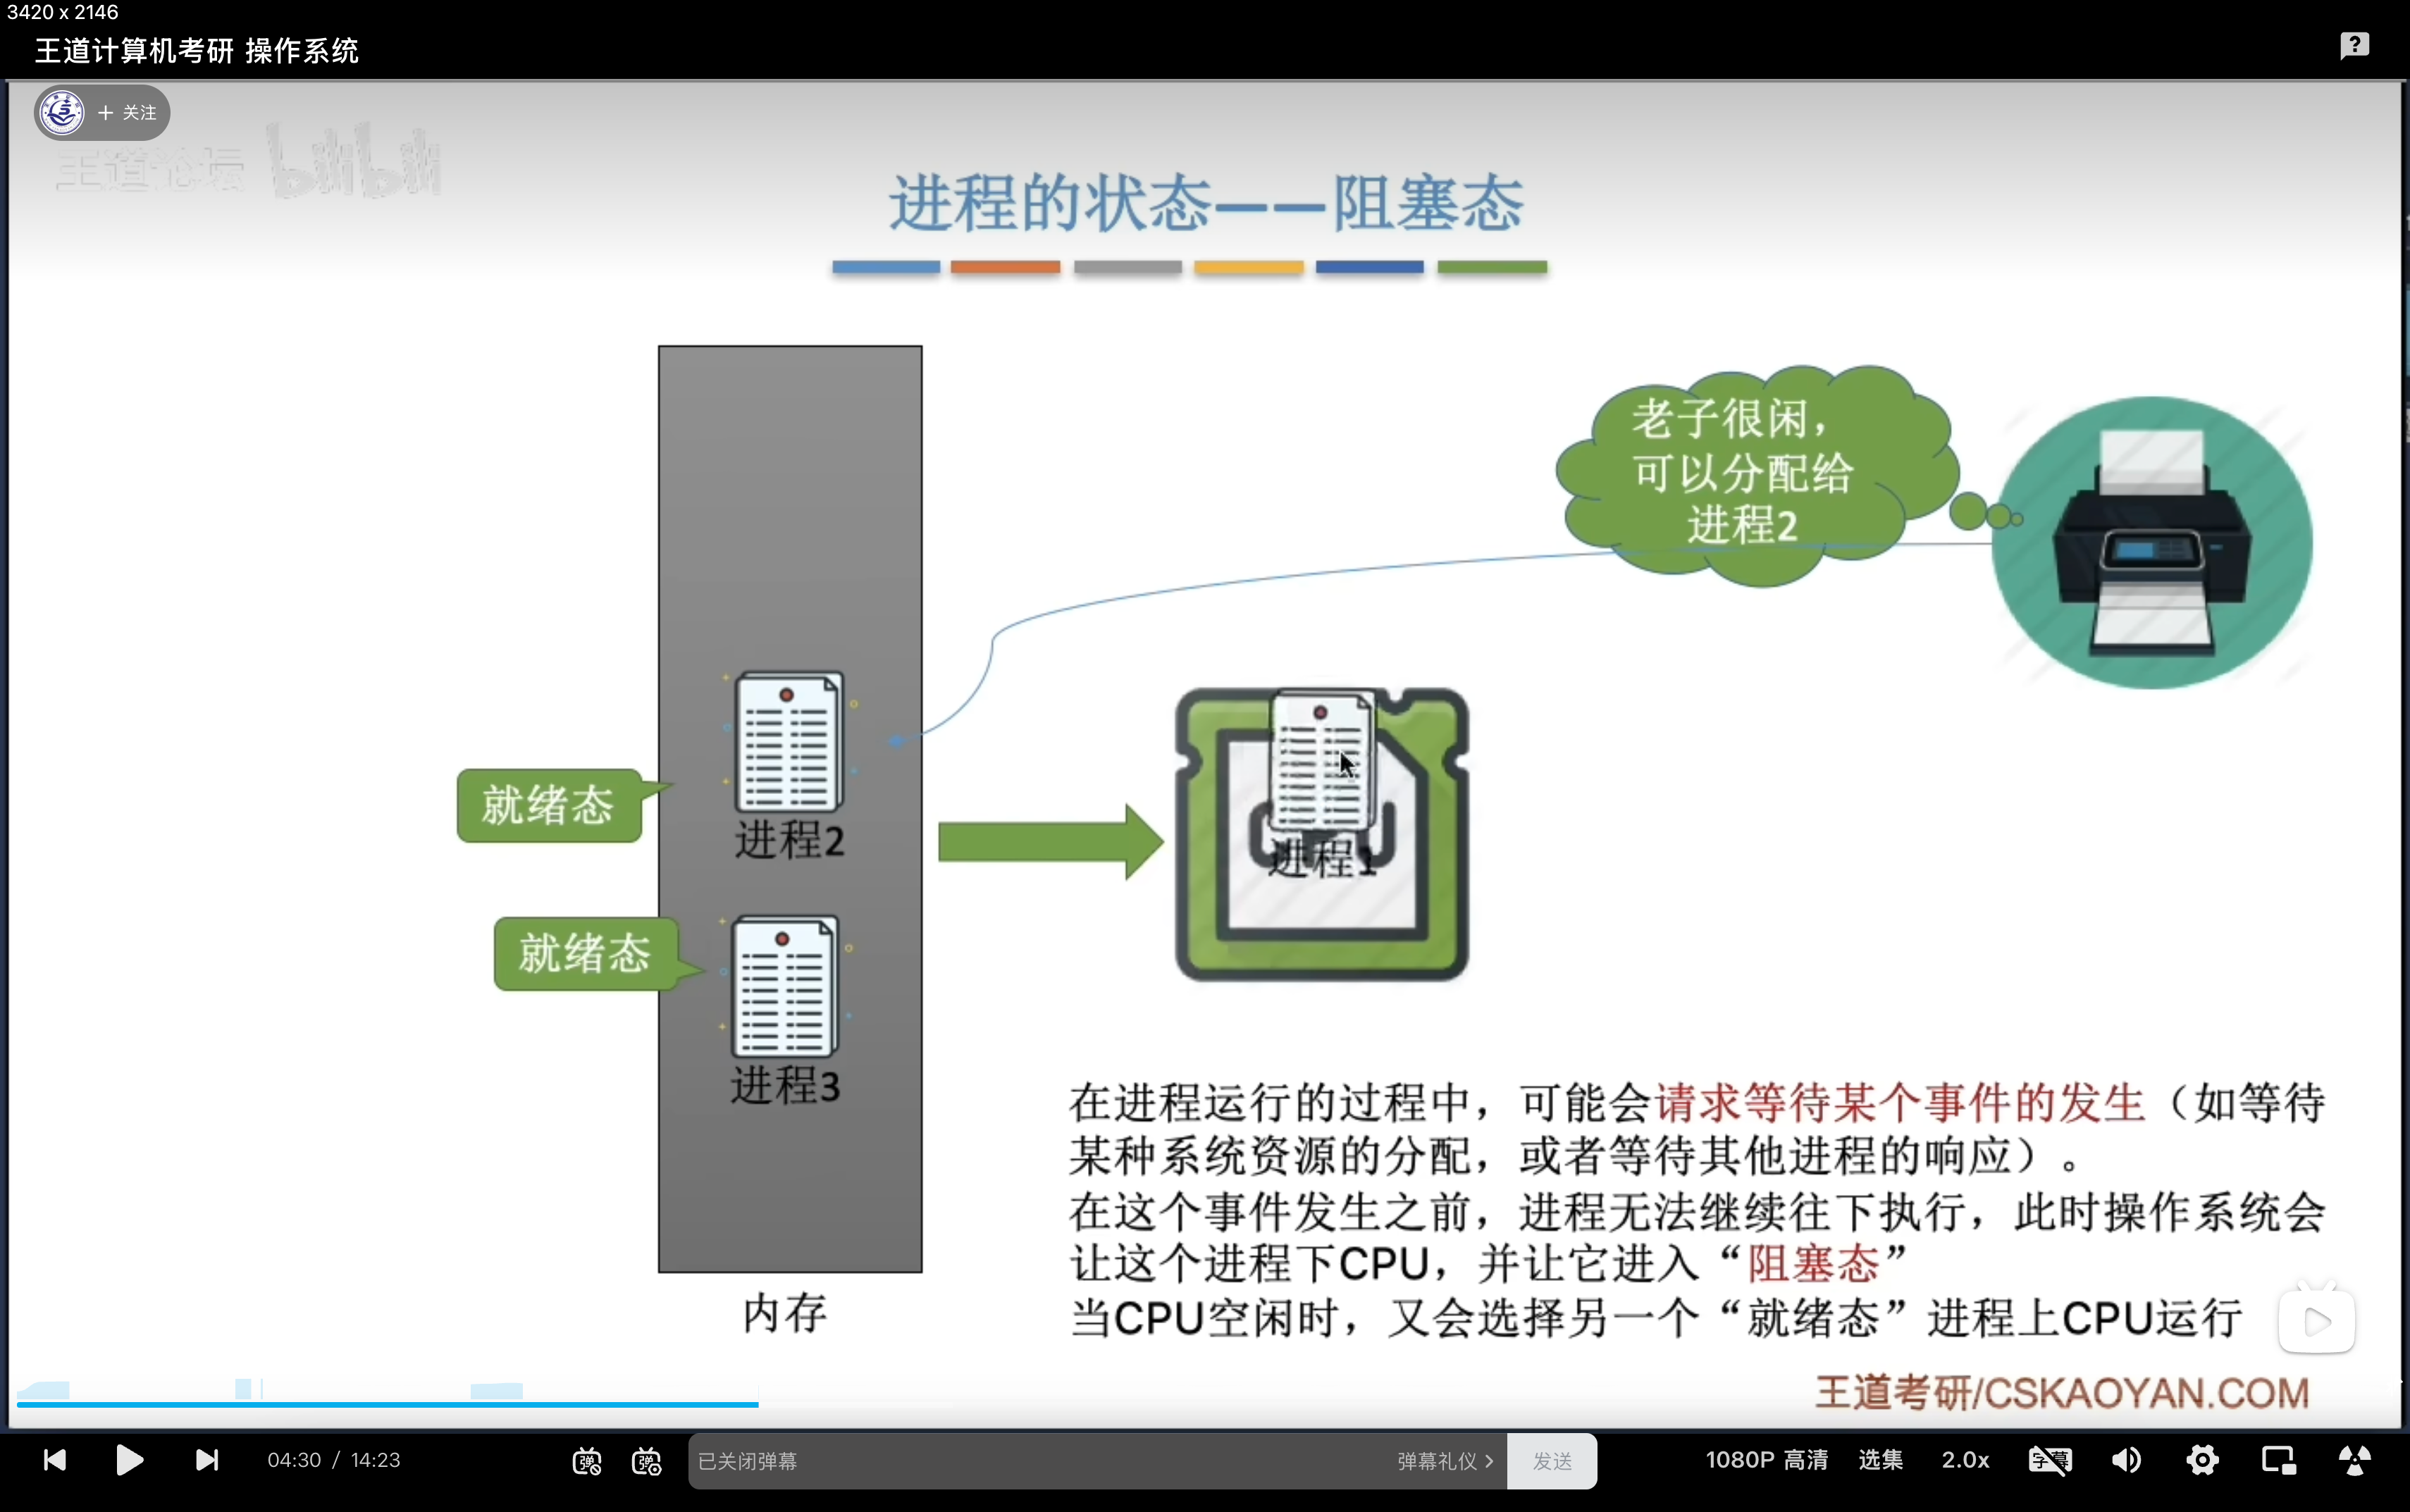 3420 x 2146
王道计算机考研 操作系统
+ 关注
王道论坛 bilibili
进程的状态——阻塞态
老子很闲，
可以分配给
进程2
就绪态
进程2
进程1
就绪态
进程3
内存
在进程运行的过程中，可能会请求等待某个事件的发生（如等待
某种系统资源的分配，或者等待其他进程的响应）。
在这个事件发生之前，进程无法继续往下执行，此时操作系统会
让这个进程下CPU，并让它进入“阻塞态”
当CPU空闲时，又会选择另一个“就绪态”进程上CPU运行
王道考研/CSKAOYAN.COM
04:30 / 14:23
弹
弹
已关闭弹幕
弹幕礼仪
发送
1080P 高清
选集
2.0x
字幕